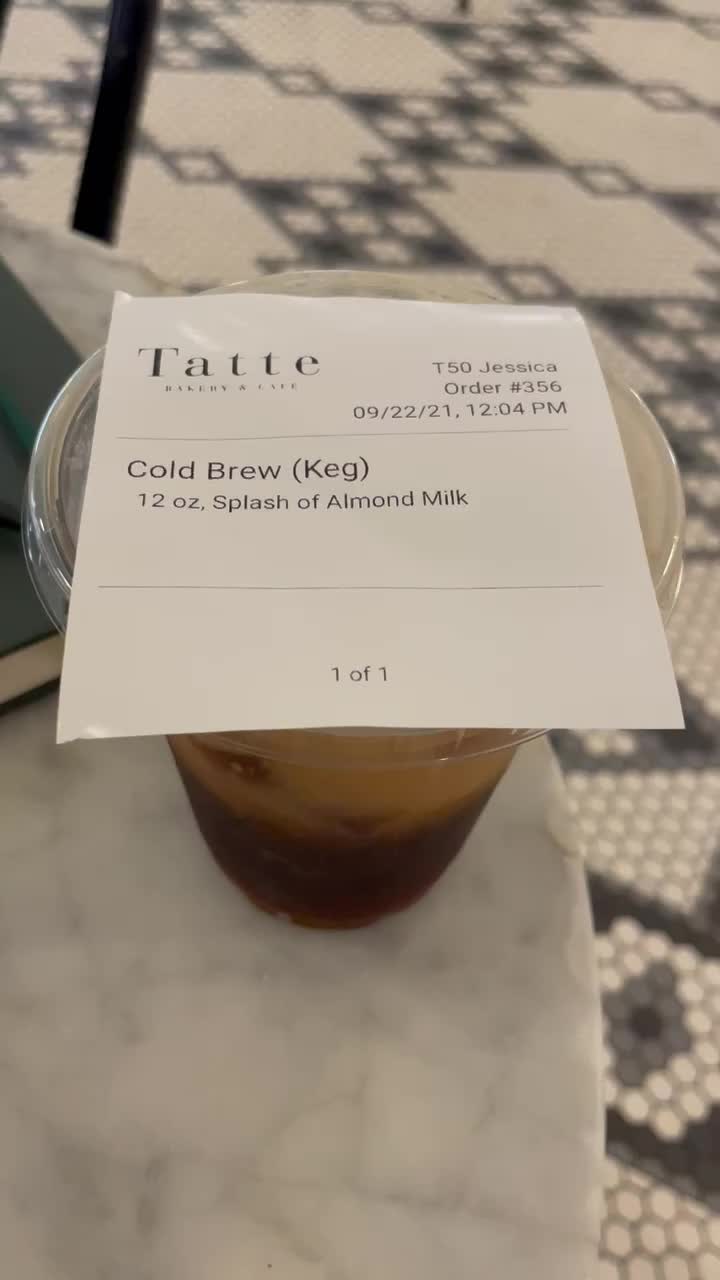 Tatte
BAKERY & CAFE
T50 Jessica
Order #356
09/22/21, 12:04 PM
Cold Brew (Keg)
12 oz, Splash of Almond Milk
1 of 1